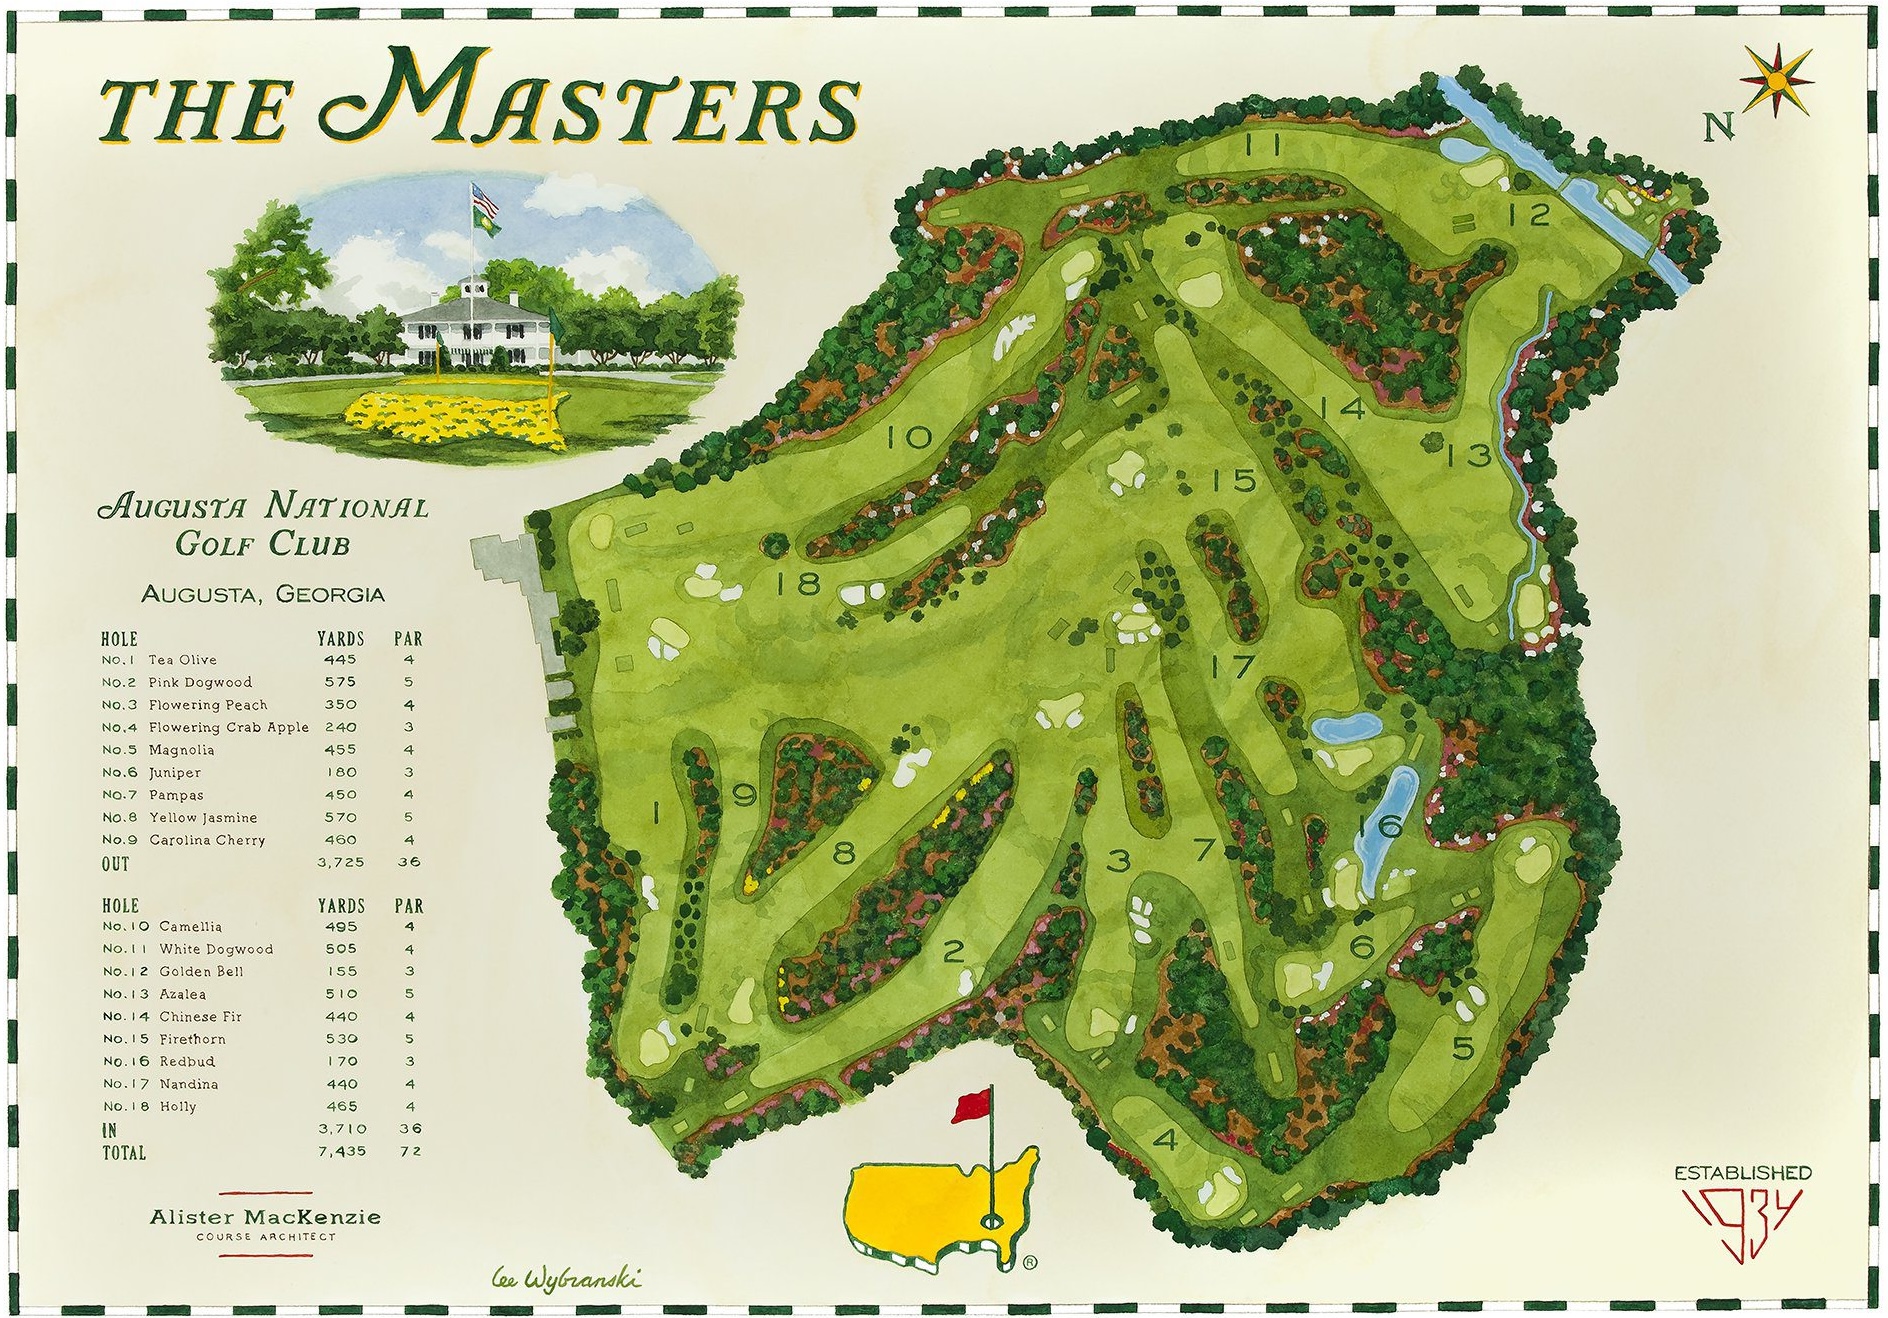 THE MASTERS
N
AUGUSTA NATIONAL
GOLF CLUB
AUGUSTA, GEORGIA
HOLE YARDS PAR
No.1 Tea Olive 445 4
No.2 Pink Dogwood 575 5
No.3 Flowering Peach 350 4
No.4 Flowering Crab Apple 240 3
No.5 Magnolia 455 4
No.6 Juniper 180 3
No.7 Pampas 450 4
No.8 Yellow Jasmine 570 5
No.9 Carolina Cherry 460 4
OUT 3,725 36
HOLE YARDS PAR
No.10 Camellia 495 4
No.11 White Dogwood 505 4
No.12 Golden Bell 155 3
No.13 Azalea 510 5
No.14 Chinese Fir 440 4
No.15 Firethorn 530 5
No.16 Redbud 170 3
No.17 Nandina 440 4
No.18 Holly 465 4
IN 3,710 36
TOTAL 7,435 72
Alister MacKenzie
COURSE ARCHITECT
Lee Wybranski
11
12
14
10
13
15
18
17
9
1
16
8
3
7
2
6
5
4
®
ESTABLISHED
1934